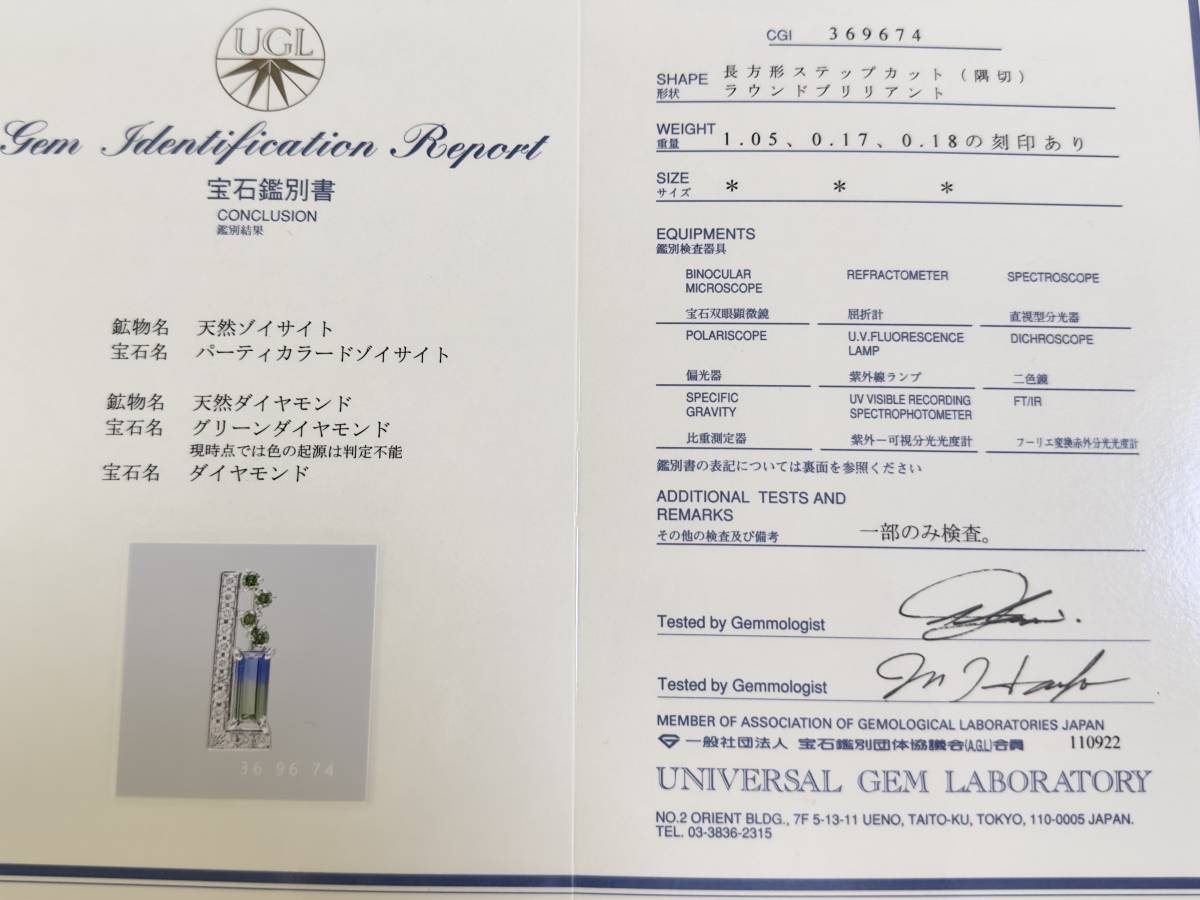 UGL
Gem Identification Report
宝石鑑別書
CONCLUSION
鑑別結果
鉱物名 天然ゾイサイト
宝石名 パーティカラードゾイサイト
鉱物名 天然ダイヤモンド
宝石名 グリーンダイヤモンド
現時点では色の起源は判定不能
宝石名 ダイヤモンド
36 96 74
CGI 369674
SHAPE 長方形ステップカット(隅切)
形状 ラウンドブリリアント
WEIGHT 1.05、0.17、0.18の刻印あり
重量
SIZE * * *
サイズ
EQUIPMENTS
鑑別検査器具
BINOCULAR MICROSCOPE REFRACTOMETER SPECTROSCOPE
宝石双眼顕微鏡 屈折計 直視型分光器
POLARISCOPE U.V.FLUORESCENCE LAMP DICHROSCOPE
偏光器 紫外線ランプ 二色鏡
SPECIFIC GRAVITY UV VISIBLE RECORDING SPECTROPHOTOMETER FT/IR
比重測定器 紫外ー可視分光光度計 フーリエ変換赤外分光光度計
鑑別書の表記については裏面を参照ください
ADDITIONAL TESTS AND
REMARKS
その他の検査及び備考 一部のみ検査。
Tested by Gemmologist
Tested by Gemmologist
MEMBER OF ASSOCIATION OF GEMOLOGICAL LABORATORIES JAPAN
一般社団法人 宝石鑑別団体協議会(A.G.L)会員 110922
UNIVERSAL GEM LABORATORY
NO.2 ORIENT BLDG., 7F 5-13-11 UENO, TAITO-KU, TOKYO, 110-0005 JAPAN.
TEL. 03-3836-2315